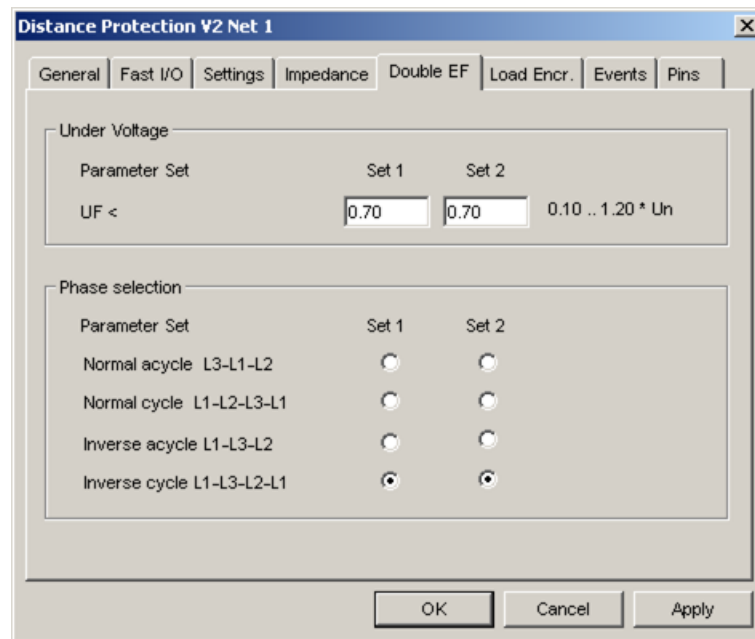 Distance Protection V2 Net 1
General Fast I/O Settings Impedance Double EF Load Encr. Events Pins
Under Voltage
Parameter Set Set 1 Set 2
UF < 0.70 0.70 0.10 .. 1.20 * Un
Phase selection
Parameter Set Set 1 Set 2
Normal acycle L3-L1-L2
Normal cycle L1-L2-L3-L1
Inverse acycle L1-L3-L2
Inverse cycle L1-L3-L2-L1
OK Cancel Apply